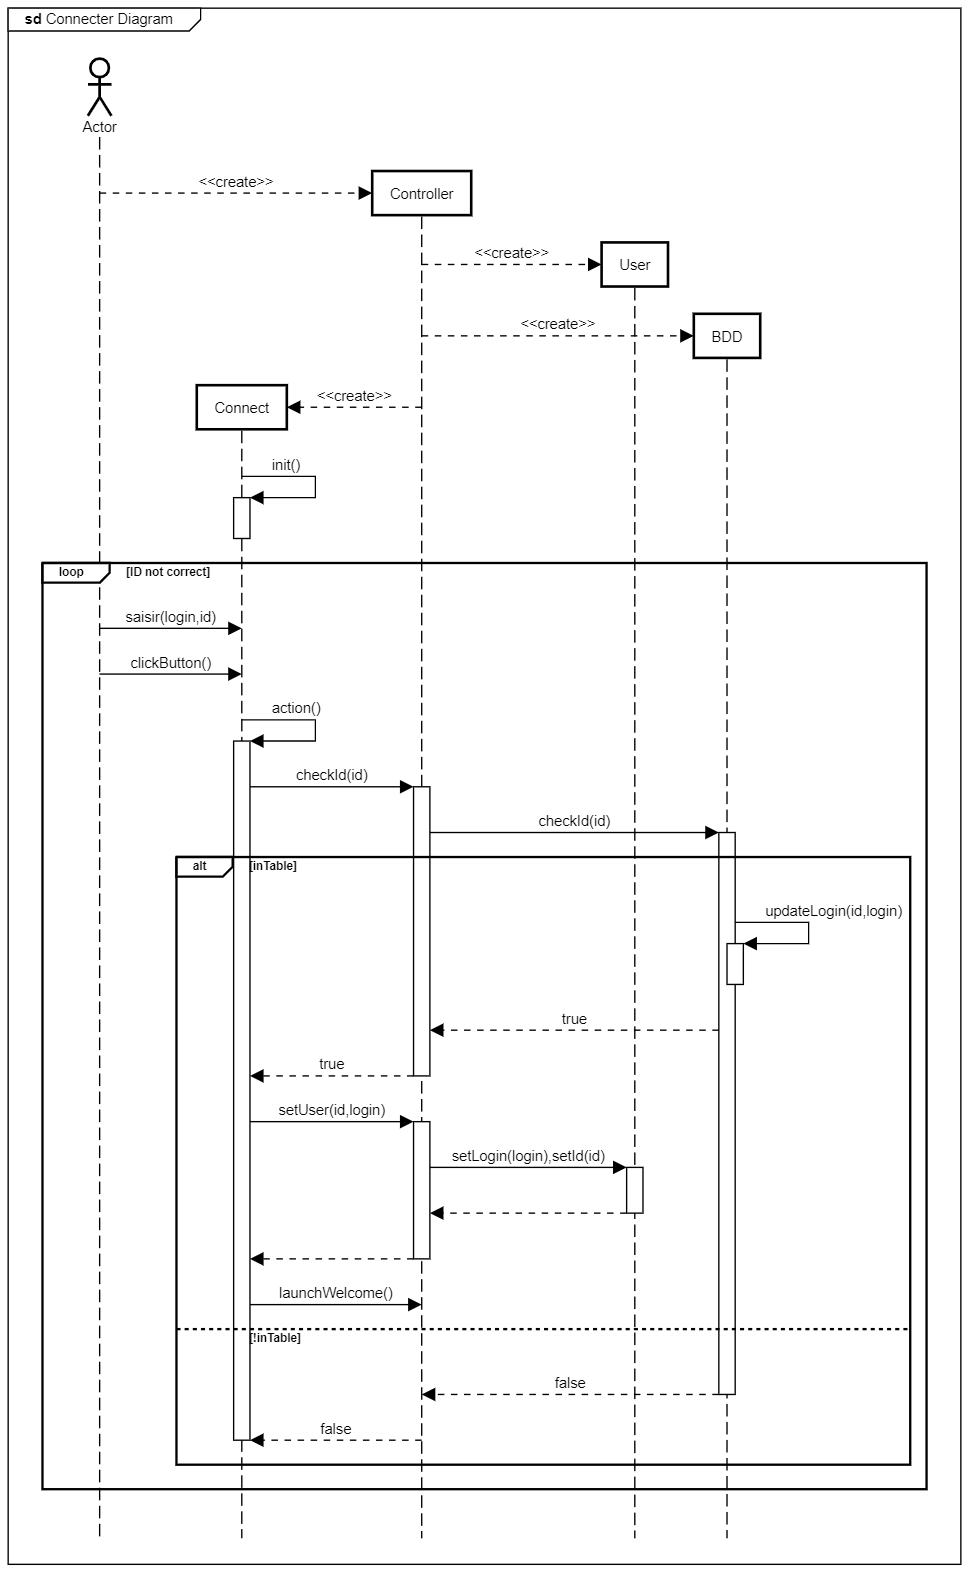 sd Connecter Diagram
Actor
<<create>>
Controller
<<create>>
User
<<create>>
BDD
<<create>>
Connect
init()
loop [ID not correct]
saisir(login,id)
clickButton()
action()
checkId(id)
checkId(id)
alt [inTable]
updateLogin(id,login)
true
true
setUser(id,login)
setLogin(login),setId(id)
launchWelcome()
[!inTable]
false
false